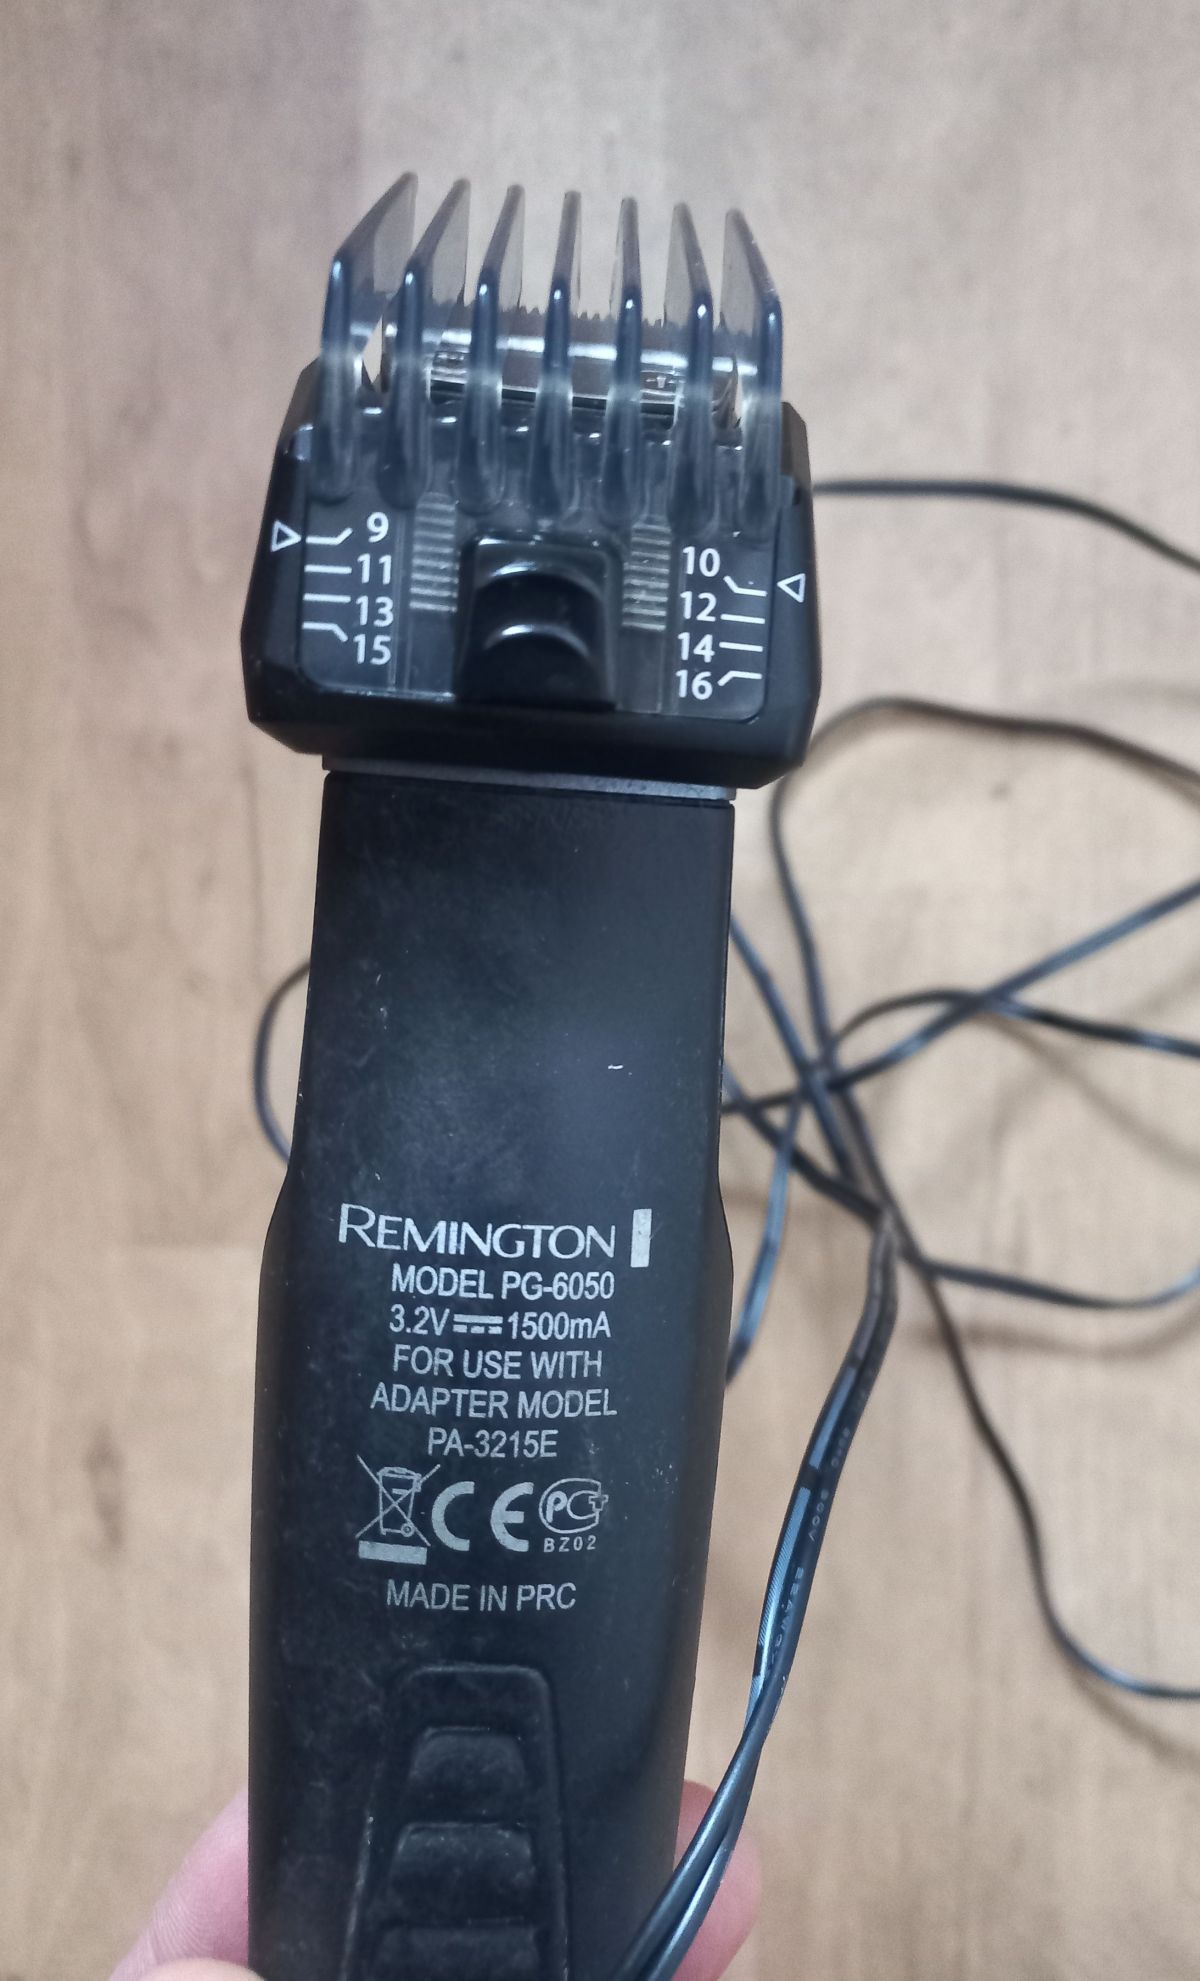 9
11
13
15
10
12
14
16
REMINGTON
MODEL PG-6050
3.2V 1500mA
FOR USE WITH
ADAPTER MODEL
PA-3215E
CE PCT
BZ02
MADE IN PRC